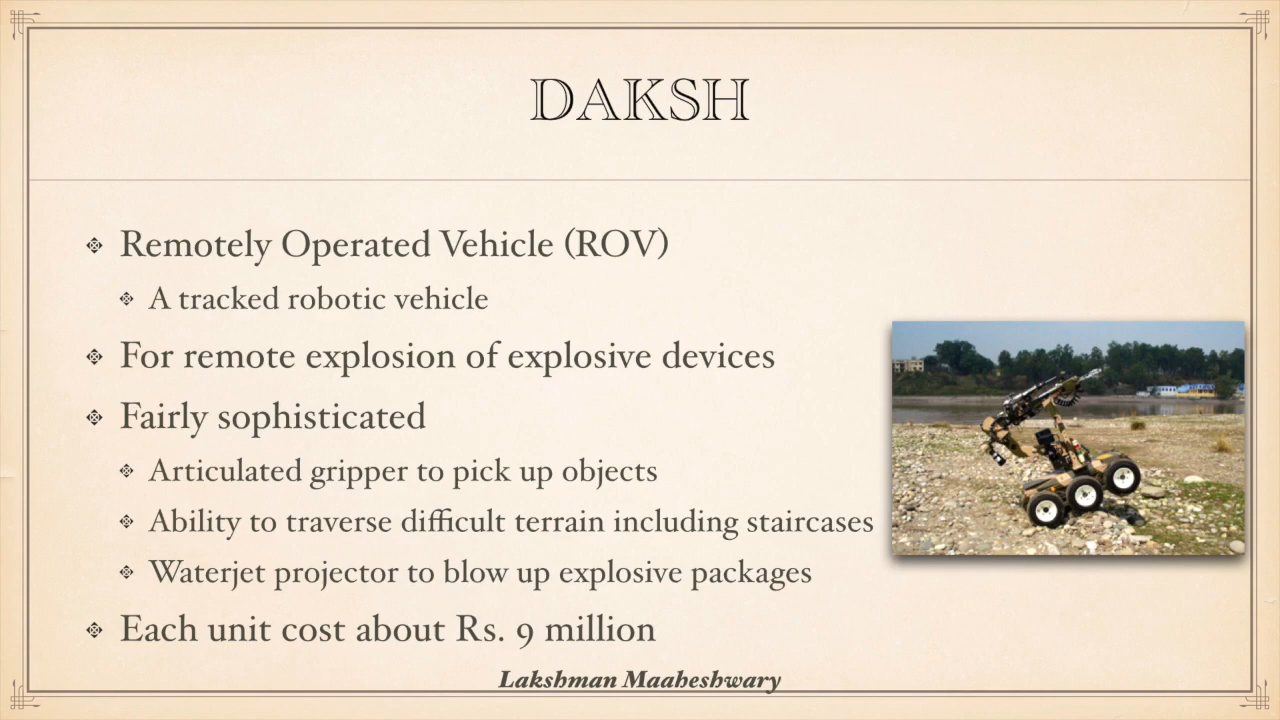 DAKSH
Remotely Operated Vehicle (ROV)
A tracked robotic vehicle
For remote explosion of explosive devices
Fairly sophisticated
Articulated gripper to pick up objects
Ability to traverse difficult terrain including staircases
Waterjet projector to blow up explosive packages
Each unit cost about Rs. 9 million
Lakshman Maaheshwary